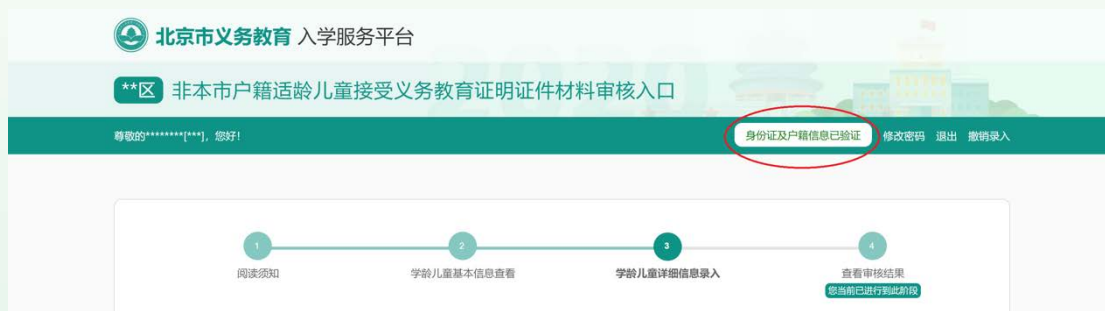 北京市义务教育 入学服务平台
**区 非本市户籍适龄儿童接受义务教育证明证件材料审核入口
尊敬的********[***]，您好！ 身份证及户籍信息已验证 修改密码 退出 撤销录入
1 2 3 4
阅读须知 学龄儿童基本信息查看 学龄儿童详细信息录入 查看审核结果
您当前已进行到此阶段